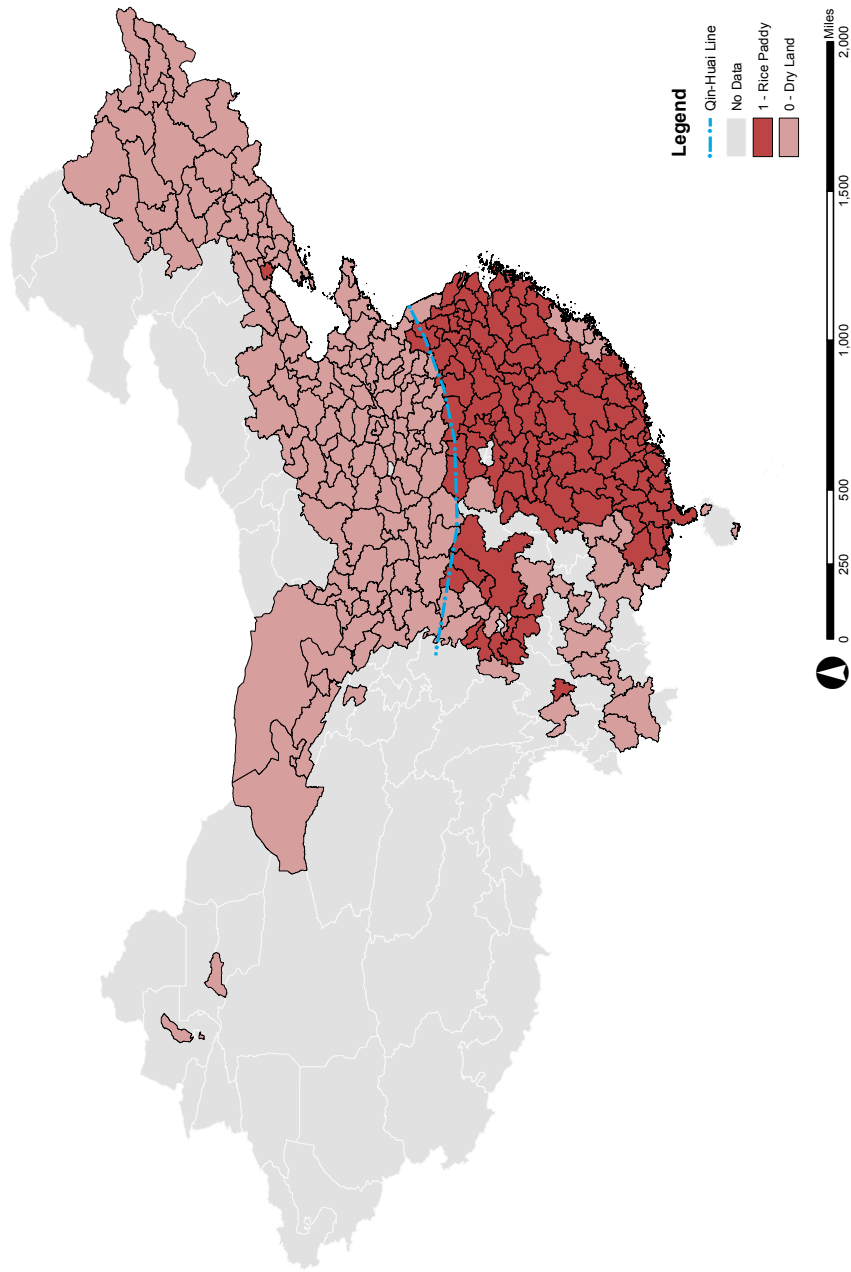 Legend
Qin-Huai Line
No Data
1 - Rice Paddy
0 - Dry Land
Miles
0 250 500 1,000 1,500 2,000